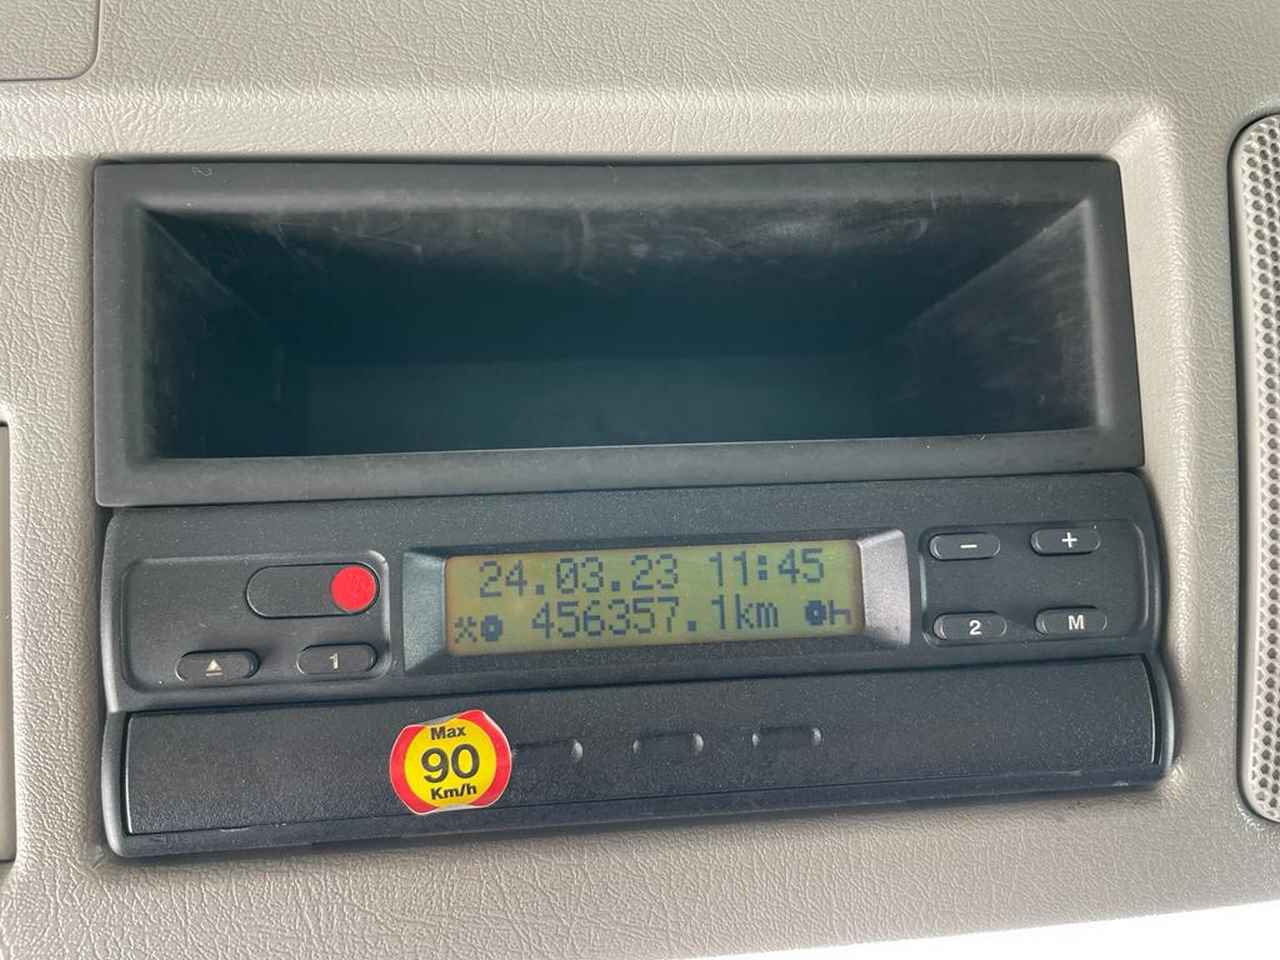 24.03.23 11:45
456357.1km
− +
1
2 M
Max
90
Km/h